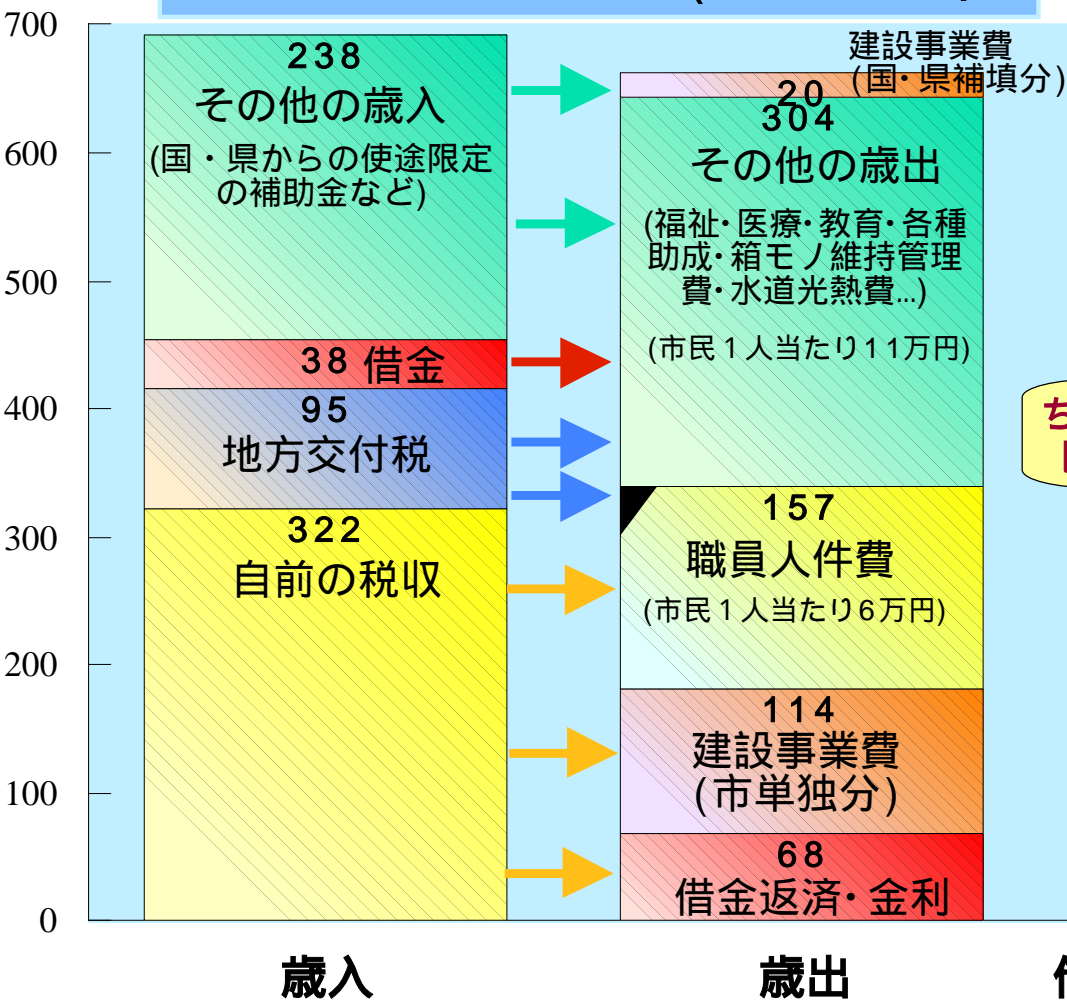 700
600
500
400
300
200
100
0
238
その他の歳入
(国・県からの使途限定
の補助金など)
38 借金
95
地方交付税
322
自前の税収
建設事業費
(国・県補填分)
20
304
その他の歳出
(福祉・医療・教育・各種
助成・箱モノ維持管理
費・水道光熱費...)
(市民1人当たり11万円)
157
職員人件費
(市民1人当たり6万円)
114
建設事業費
(市単独分)
68
借金返済・金利
歳入
歳出